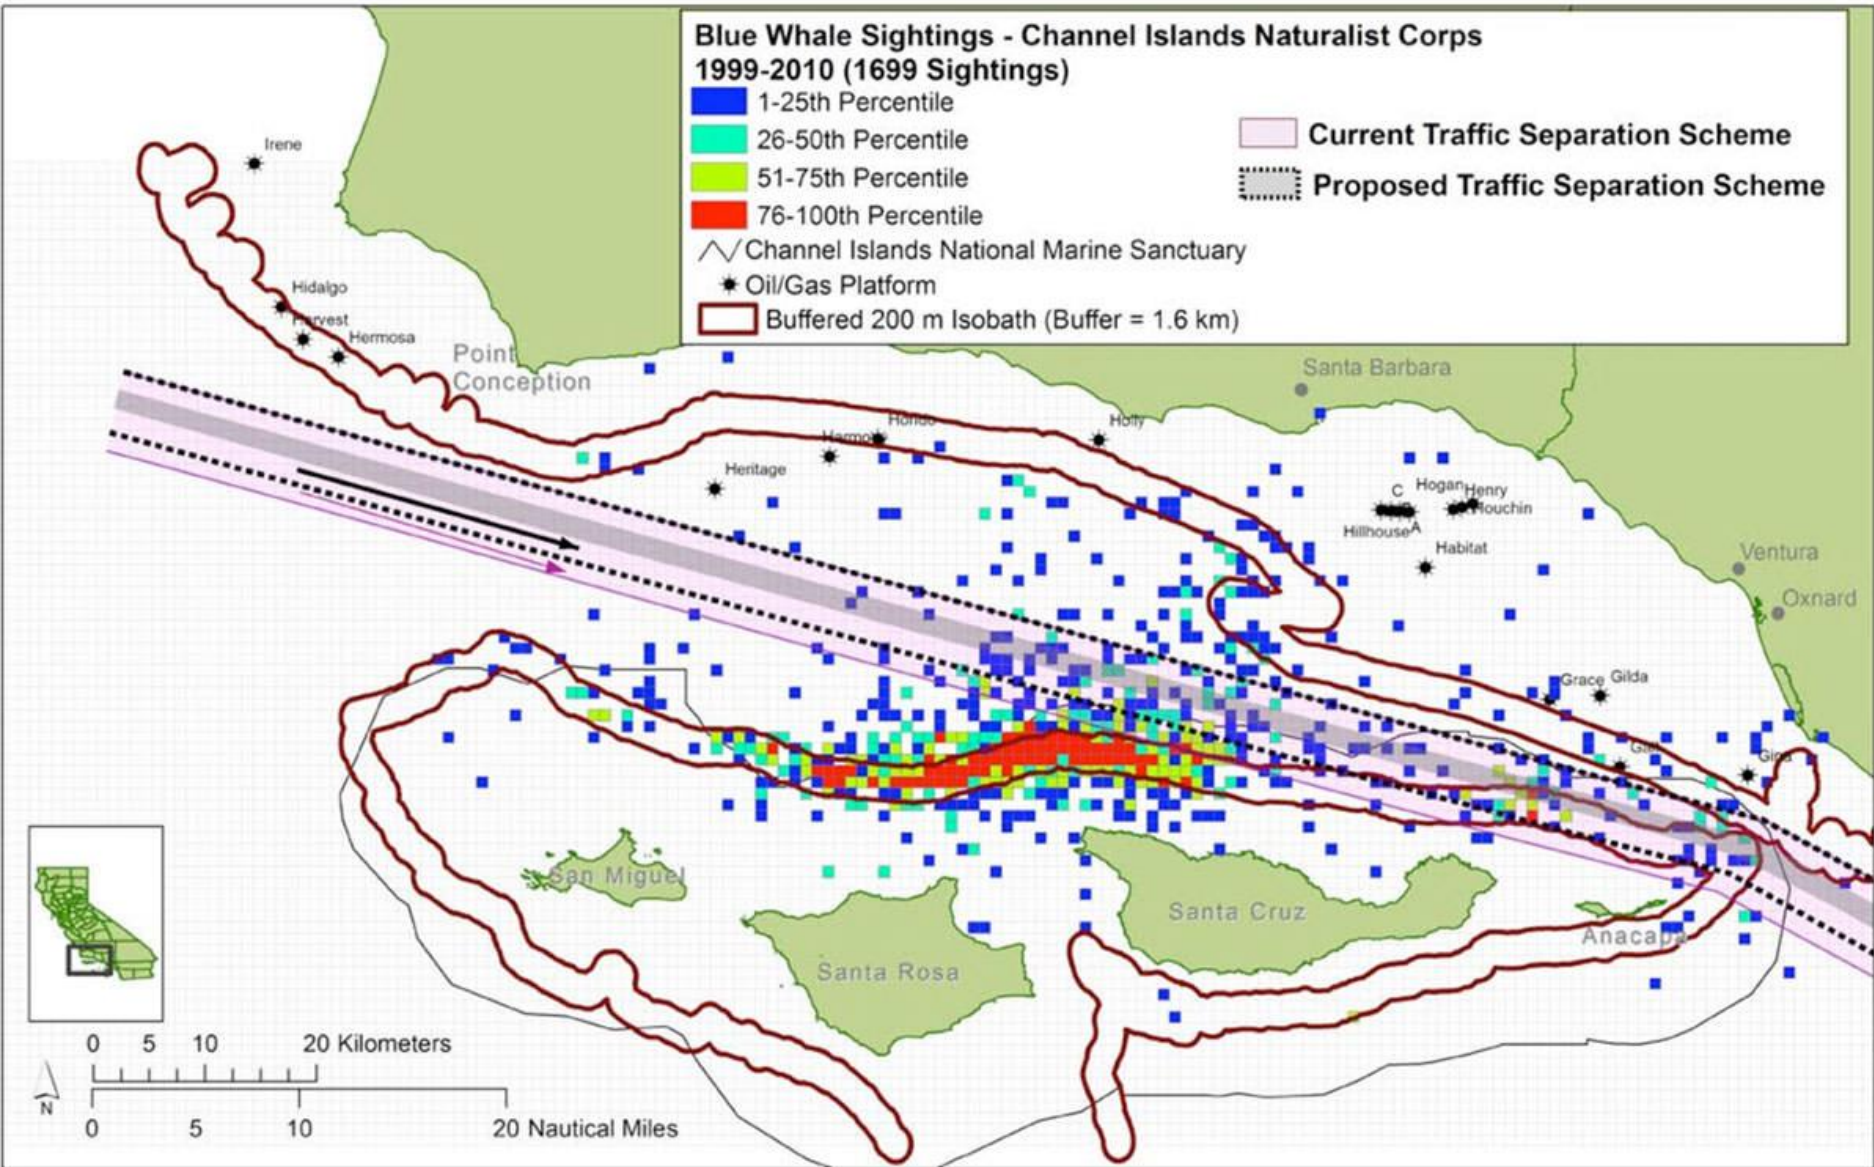 Blue Whale Sightings - Channel Islands Naturalist Corps
1999-2010 (1699 Sightings)
1-25th Percentile
26-50th Percentile
51-75th Percentile
76-100th Percentile
Channel Islands National Marine Sanctuary
Oil/Gas Platform
Buffered 200 m Isobath (Buffer = 1.6 km)
Current Traffic Separation Scheme
Proposed Traffic Separation Scheme
Irene
Hidalgo
Harvest
Hermosa
Point
Conception
Santa Barbara
Hondo
Holly
Heritage
C
Hogan
Henry
Houchin
Hillhouse
A
Habitat
Ventura
Oxnard
Grace
Gilda
Gina
San Miguel
Santa Rosa
Santa Cruz
Anacapa
0 5 10 20 Kilometers
N
0 5 10 20 Nautical Miles